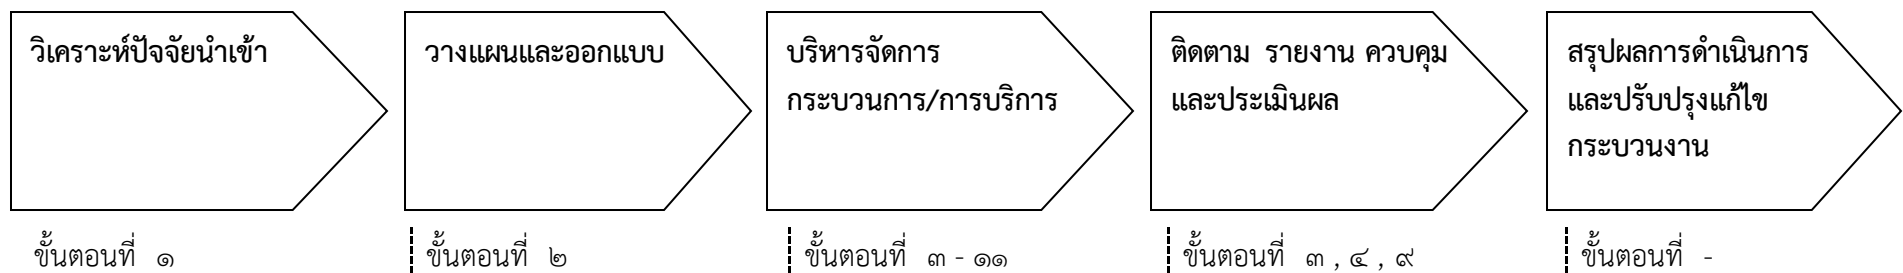 วิเคราะห์ปัจจัยนำเข้า
วางแผนและออกแบบ
บริหารจัดการ
กระบวนการ/การบริการ
ติดตาม รายงาน ควบคุม
และประเมินผล
สรุปผลการดำเนินการ
และปรับปรุงแก้ไข
กระบวนงาน
ขั้นตอนที่ ๑
ขั้นตอนที่ ๒
ขั้นตอนที่ ๓ - ๑๑
ขั้นตอนที่ ๓ , ๔ , ๙
ขั้นตอนที่ -